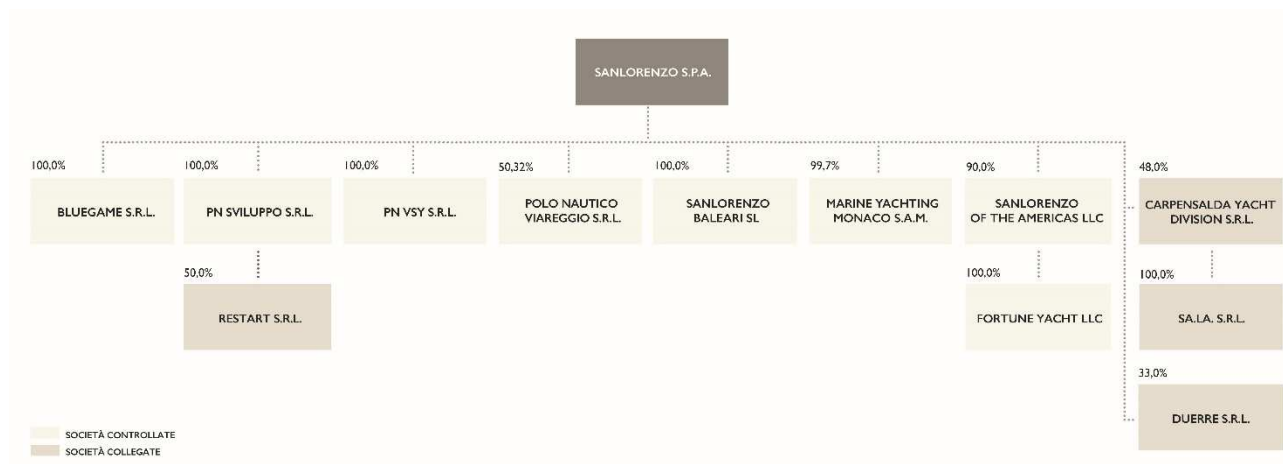 SANLORENZO S.P.A.
100,0%
100,0%
100,0%
50,32%
100,0%
99,7%
90,0%
48,0%
BLUEGAME S.R.L.
PN SVILUPPO S.R.L.
PN VSY S.R.L.
POLO NAUTICO
VIAREGGIO S.R.L.
SANLORENZO
BALEARI SL
MARINE YACHTING
MONACO S.A.M.
SANLORENZO
OF THE AMERICAS LLC
CARPENSALDA YACHT
DIVISION S.R.L.
50,0%
100,0%
100,0%
RESTART S.R.L.
FORTUNE YACHT LLC
SA.LA. S.R.L.
33,0%
DUERRE S.R.L.
SOCIETÀ CONTROLLATE
SOCIETÀ COLLEGATE